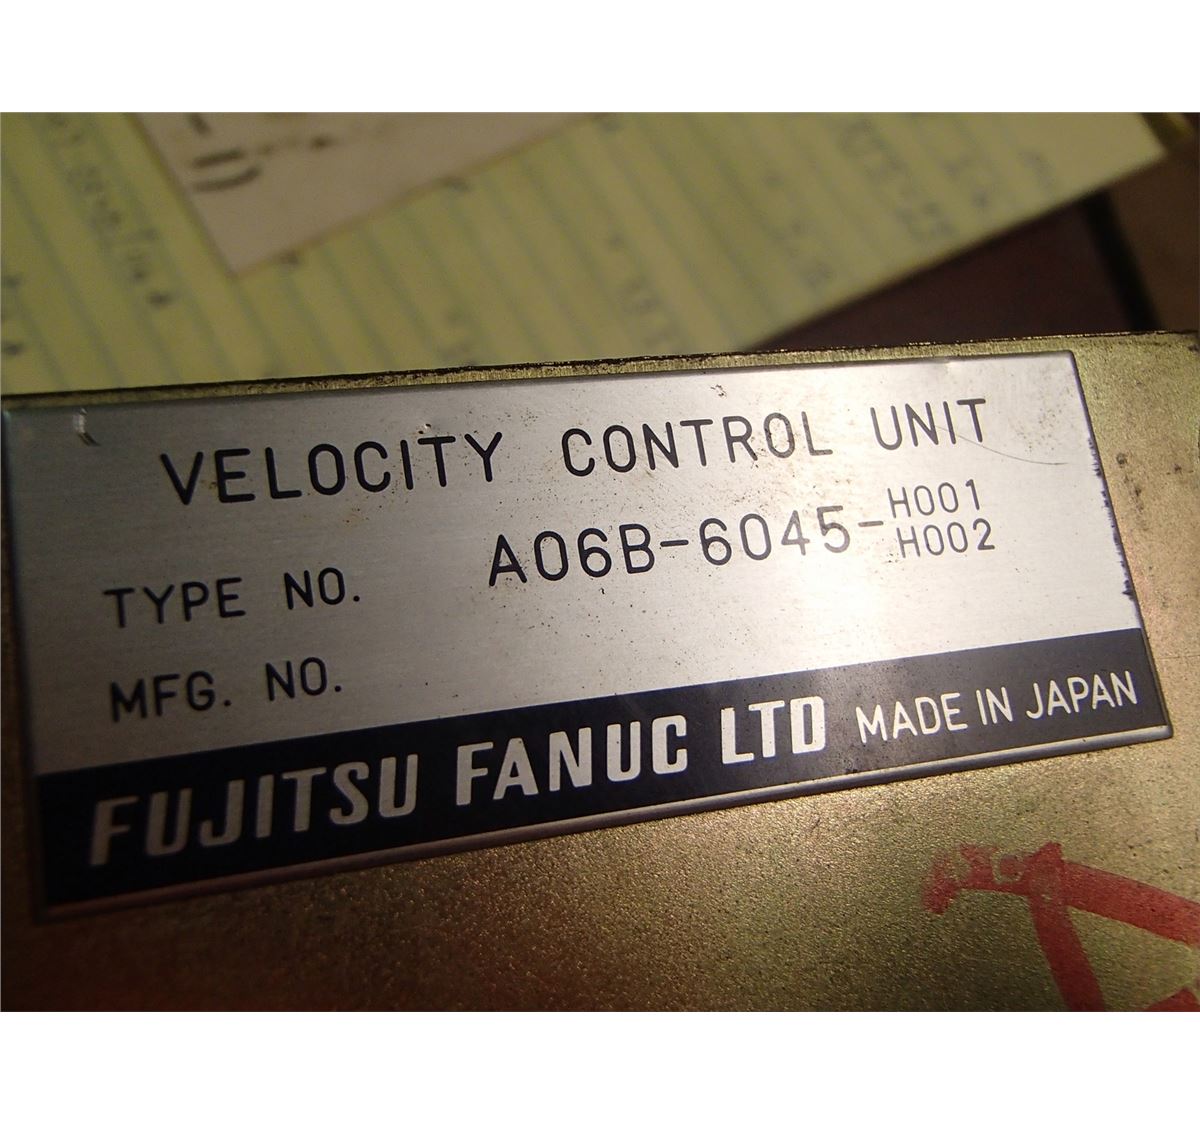 VELOCITY CONTROL UNIT
TYPE NO. A06B-6045-H001
H002
MFG. NO.
FUJITSU FANUC LTD MADE IN JAPAN